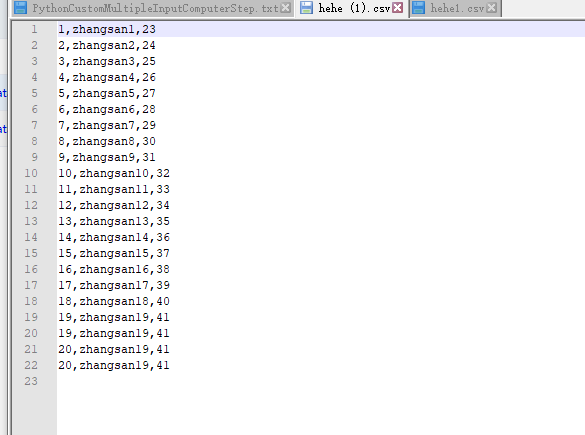 PythonCustomMultipleInputComputerStep.txt hehe (1).csv hehe1.csv
1 1,zhangsan1,23
2 2,zhangsan2,24
3 3,zhangsan3,25
at 4 4,zhangsan4,26
5 5,zhangsan5,27
6 6,zhangsan6,28
at 7 7,zhangsan7,29
8 8,zhangsan8,30
9 9,zhangsan9,31
10 10,zhangsan10,32
11 11,zhangsan11,33
12 12,zhangsan12,34
13 13,zhangsan13,35
14 14,zhangsan14,36
15 15,zhangsan15,37
16 16,zhangsan16,38
17 17,zhangsan17,39
18 18,zhangsan18,40
19 19,zhangsan19,41
20 19,zhangsan19,41
21 20,zhangsan19,41
22 20,zhangsan19,41
23